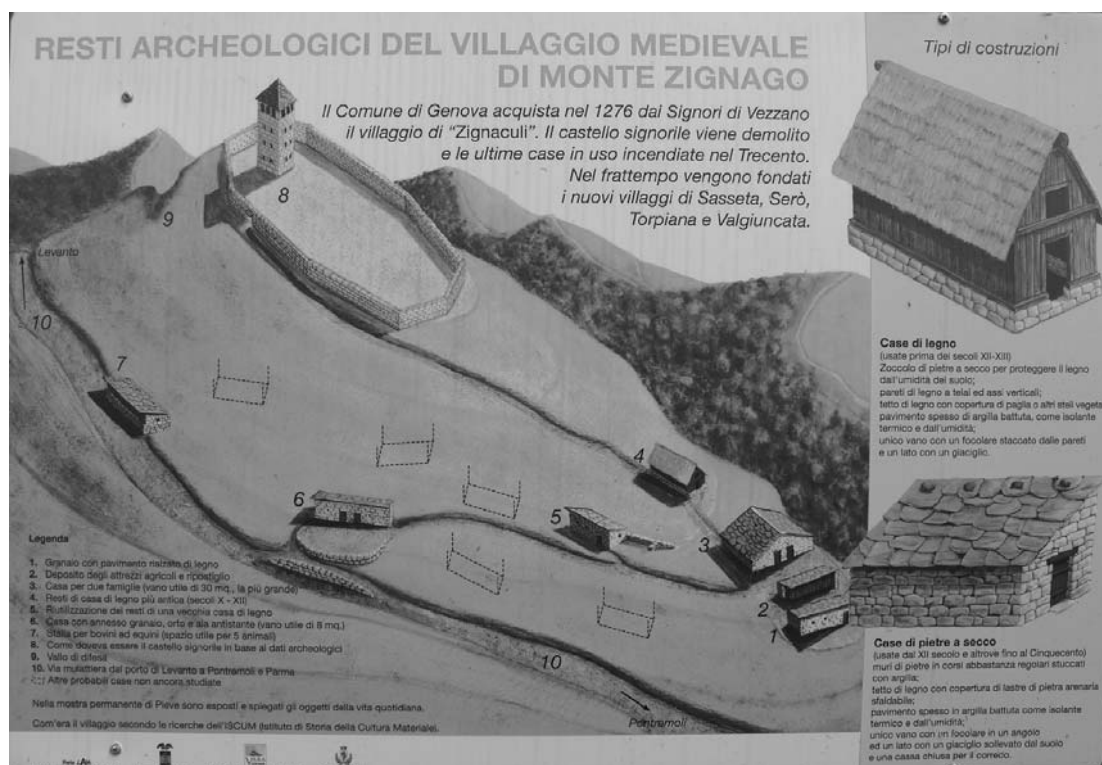 RESTI ARCHEOLOGICI DEL VILLAGGIO MEDIEVALE
DI MONTE ZIGNAGO
Il Comune di Genova acquista nel 1276 dai Signori di Vezzano
il villaggio di "Zignaculi". Il castello signorile viene demolito
e le ultime case in uso incendiate nel Trecento.
Nel frattempo vengono fondati
i nuovi villaggi di Sasseta, Serò,
Torpiana e Valgiuncata.
8
9
Levanto
10
7
4
6
5
3
2
1
10
Pontremoli
Legenda
1. Granaio con pavimento rialzato di legno
2. Deposito degli attrezzi agricoli e ripostiglio
3. Casa per due famiglie (vano utile di 30 mq., la più grande)
4. Resti di casa di legno più antica (secoli X - XII)
5. Riutilizzazione dei resti di una vecchia casa di legno
6. Casa con annesso granaio, orto e aia antistante (vano utile di 8 mq.)
7. Stalla per bovini ed equini (spazio utile per 5 animali)
8. Come doveva essere il castello signorile in base ai dati archeologici
9. Vallo di difesa
10. Via mulattiera dal porto di Levanto a Pontremoli e Parma
Altre probabili case non ancora studiate
Nella mostra permanente di Pieve sono esposti e spiegati gli oggetti della vita quotidiana.
Com'era il villaggio secondo le ricerche dell'ISCUM (Istituto di Storia della Cultura Materiale).
Tipi di costruzioni
Case di legno
(usate prima dei secoli XII-XIII)
Zoccolo di pietre a secco per proteggere il legno
dall'umidità del suolo;
pareti di legno a telai ed assi verticali;
tetto di legno con copertura di paglia o altri steli vegeta
pavimento spesso di argilla battuta, come isolante
termico e dall'umidità;
unico vano con un focolare staccato dalle pareti
e un lato con un giaciglio.
Case di pietre a secco
(usate dal XII secolo e altrove fino al Cinquecento)
muri di pietre in corsi abbastanza regolari stuccati
con argilla;
tetto di legno con copertura di lastre di pietra arenaria
sfaldabile;
pavimento spesso in argilla battuta come isolante
termico e dall'umidità;
unico vano con un focolare in un angolo
ed un lato con un giaciglio sollevato dal suolo
e una cassa chiusa per il corredo.